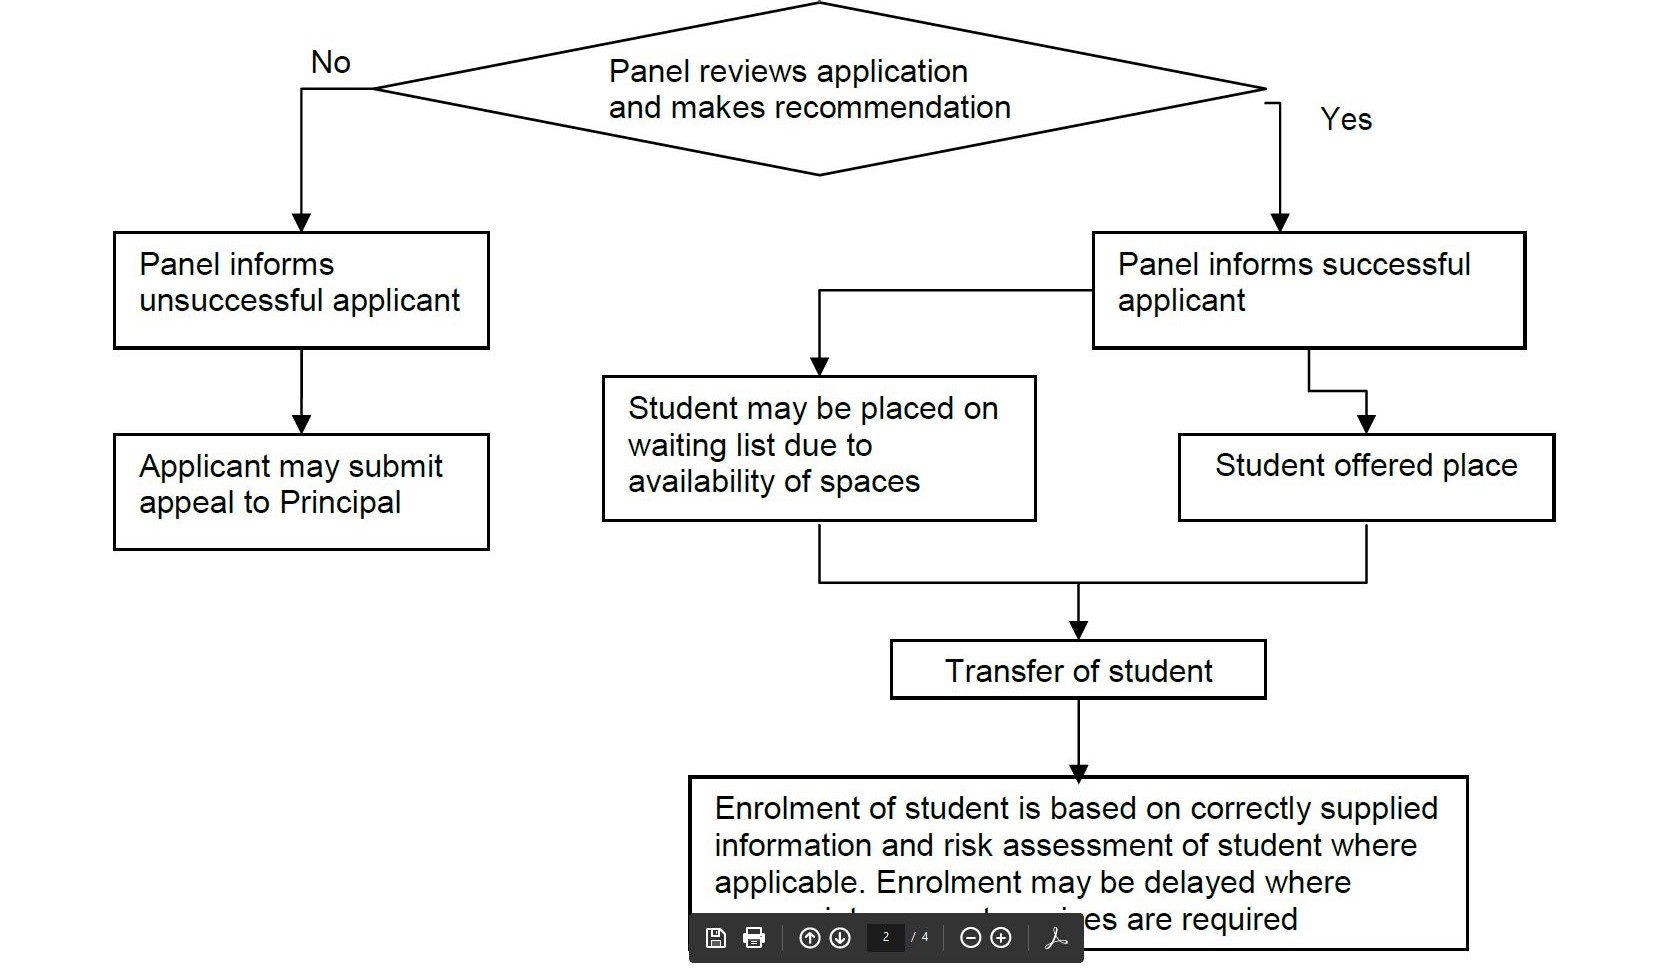 No
Panel reviews application
and makes recommendation
Yes
Panel informs
unsuccessful applicant
Panel informs successful
applicant
Student may be placed on
waiting list due to
availability of spaces
Applicant may submit
appeal to Principal
Student offered place
Transfer of student
Enrolment of student is based on correctly supplied
information and risk assessment of student where
applicable. Enrolment may be delayed where
are required
2 / 4